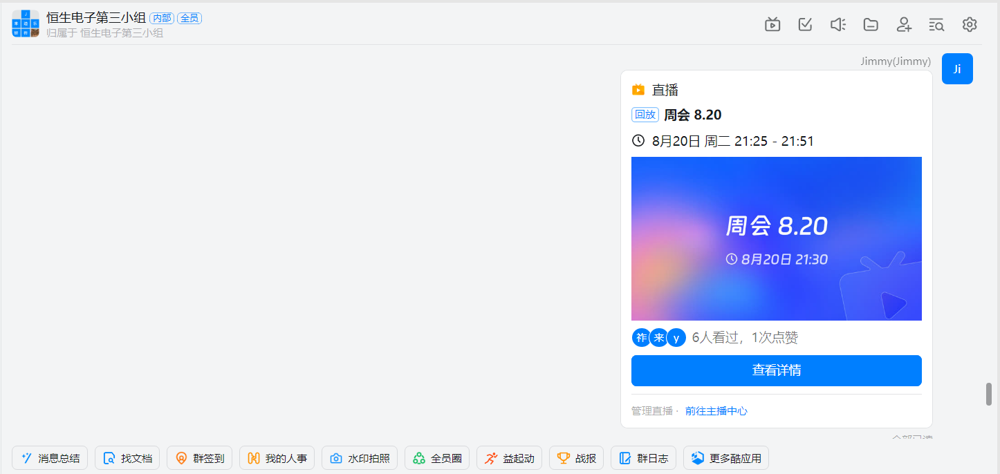 恒生电子第三小组 内部 全员
归属于 恒生电子第三小组
Jimmy(Jimmy)
Ji
直播
回放 周会 8.20
8月20日 周二 21:25 - 21:51
周会 8.20
8月20日 21:30
祚 来 y 6人看过，1次点赞
查看详情
管理直播 · 前往主播中心
消息总结 找文档 群签到 我的人事 水印拍照 全员圈 益起动 战报 群日志 更多酷应用